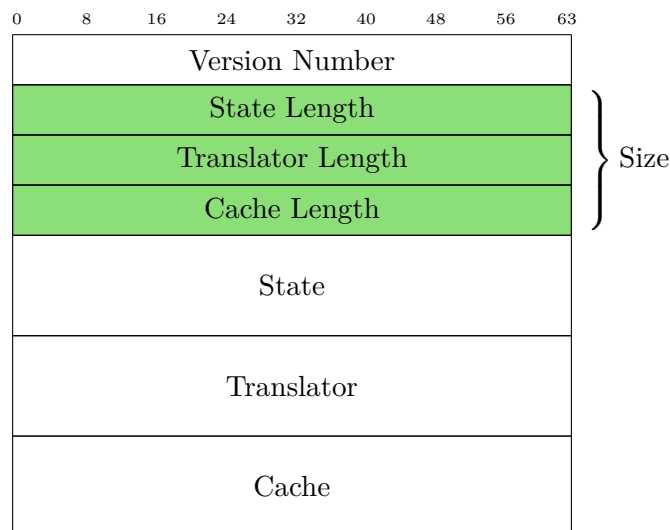 0 8 16 24 32 40 48 56 63
Version Number
State Length
Translator Length
Size
Cache Length
State
Translator
Cache